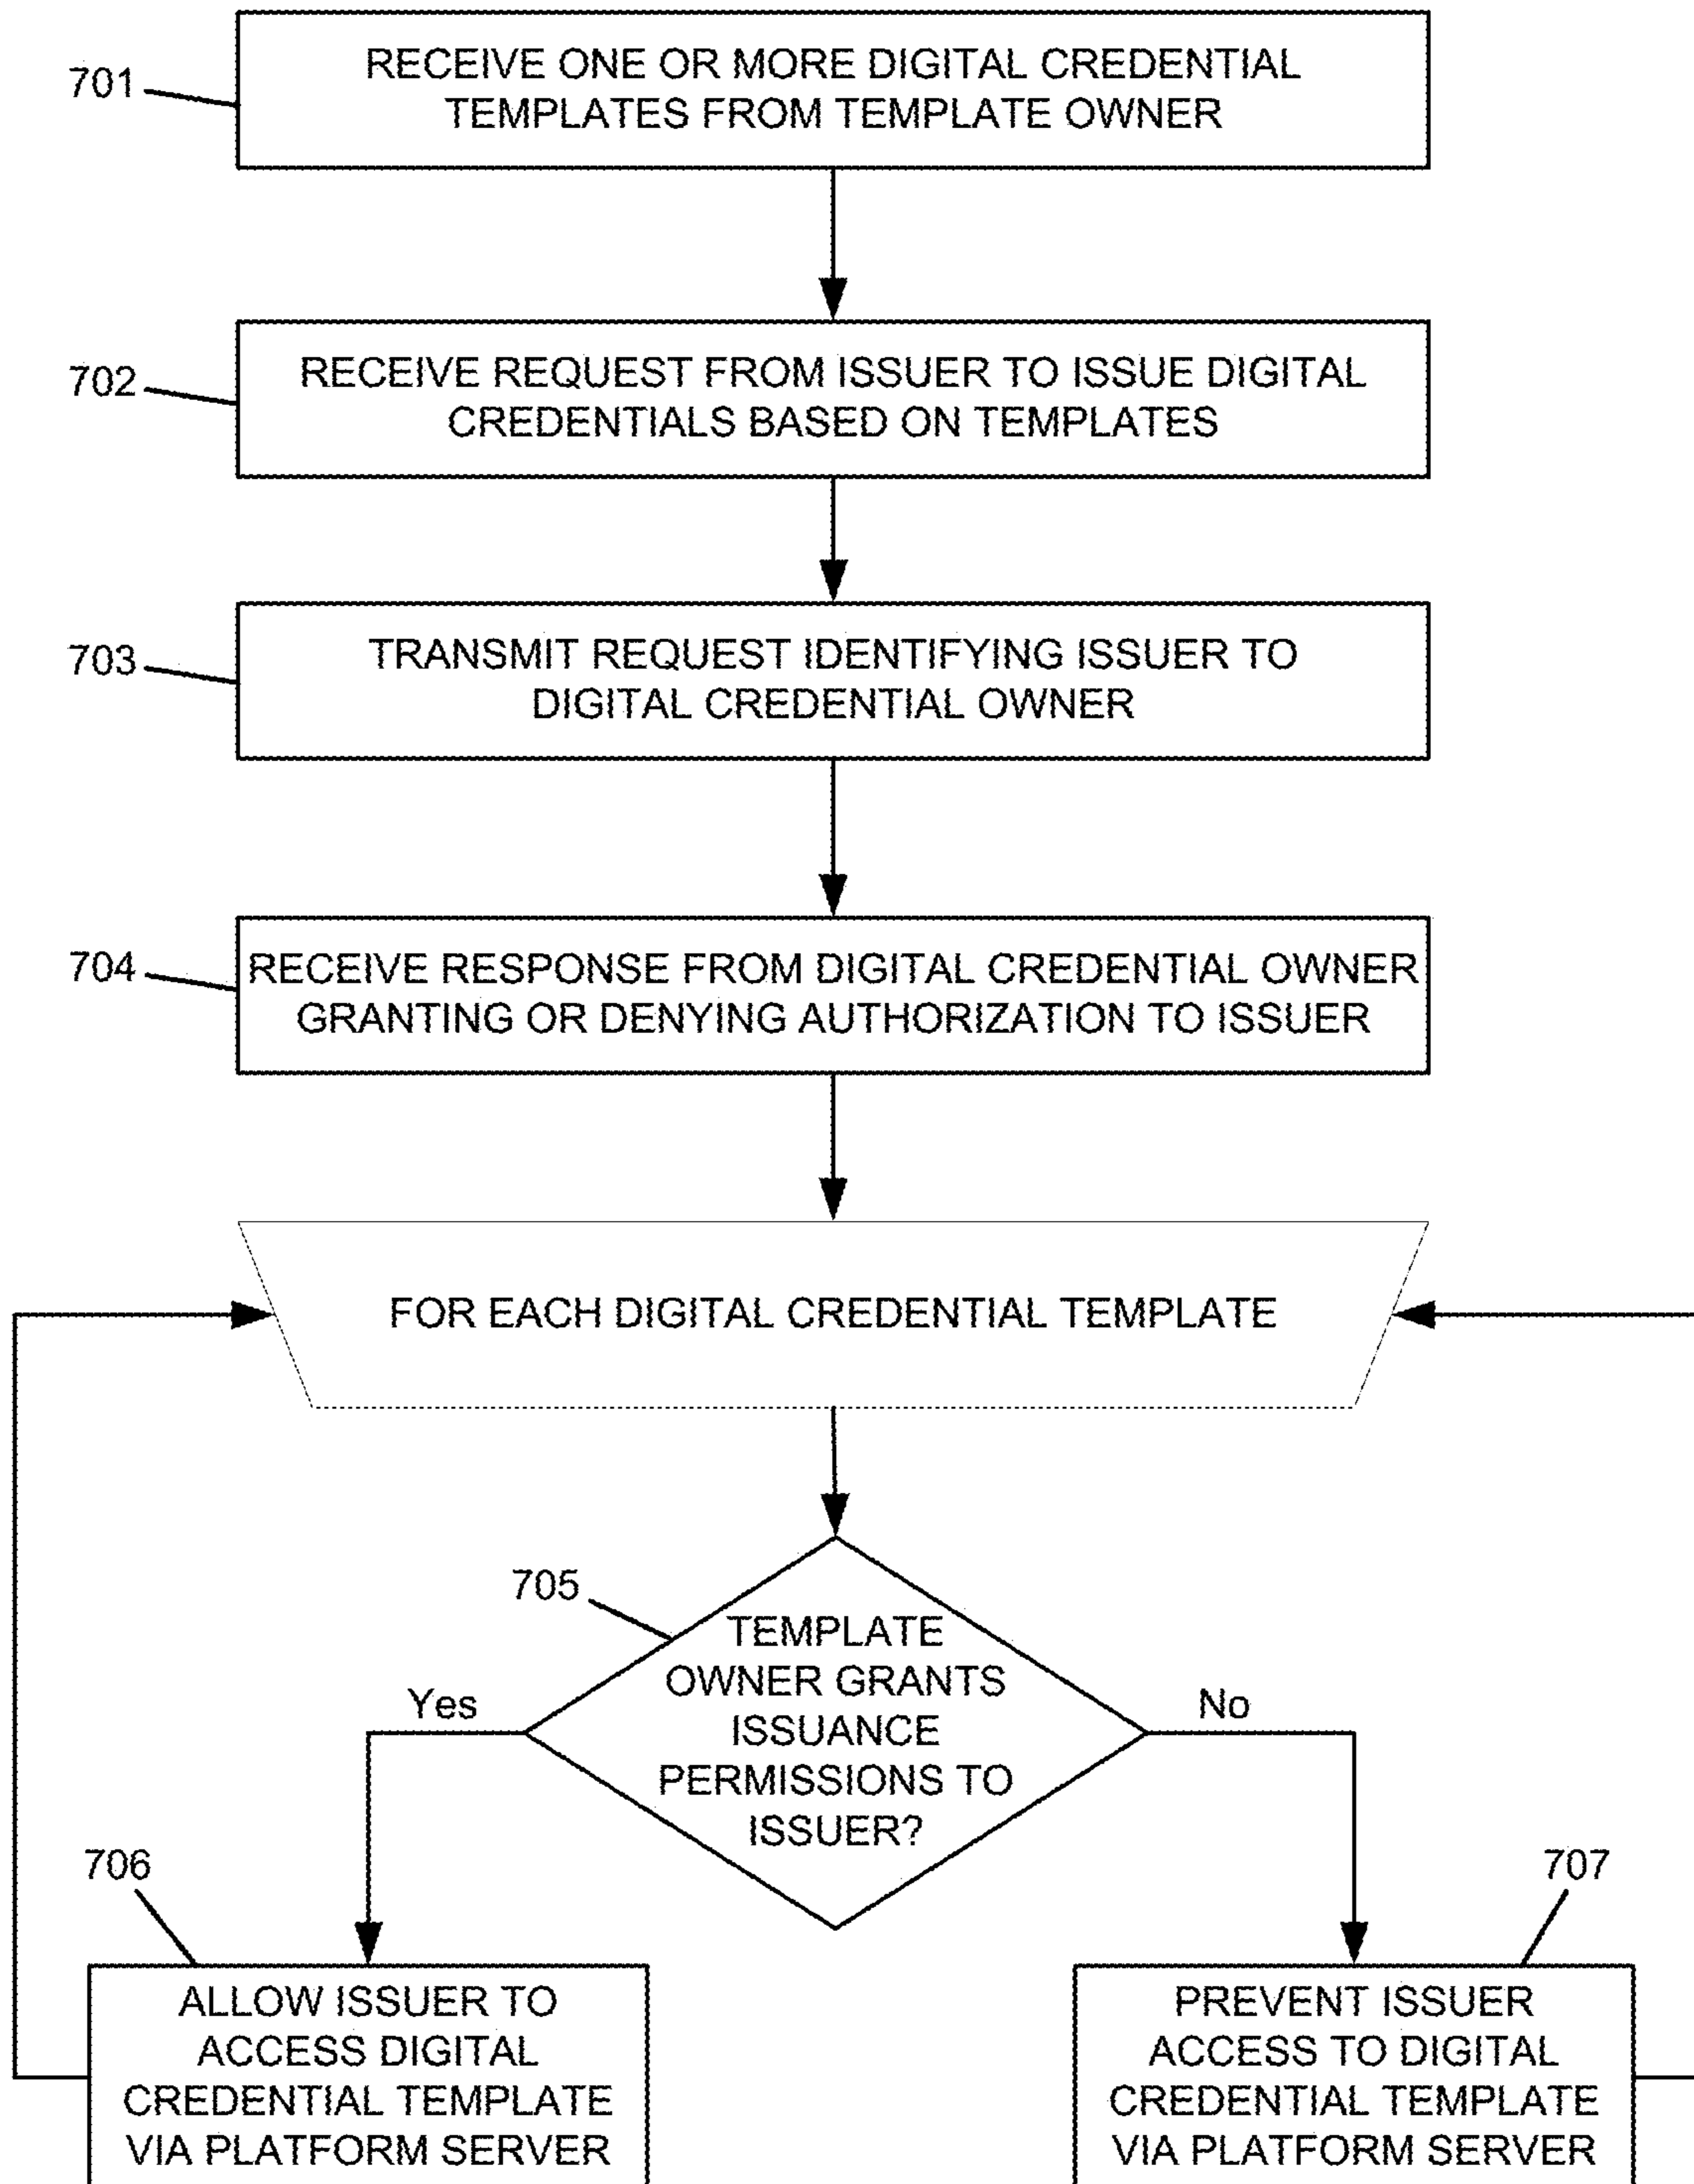 701
RECEIVE ONE OR MORE DIGITAL CREDENTIAL
TEMPLATES FROM TEMPLATE OWNER
702
RECEIVE REQUEST FROM ISSUER TO ISSUE DIGITAL
CREDENTIALS BASED ON TEMPLATES
703
TRANSMIT REQUEST IDENTIFYING ISSUER TO
DIGITAL CREDENTIAL OWNER
704
RECEIVE RESPONSE FROM DIGITAL CREDENTIAL OWNER
GRANTING OR DENYING AUTHORIZATION TO ISSUER
FOR EACH DIGITAL CREDENTIAL TEMPLATE
705
TEMPLATE
OWNER GRANTS
ISSUANCE
PERMISSIONS TO
ISSUER?
Yes
No
706
ALLOW ISSUER TO
ACCESS DIGITAL
CREDENTIAL TEMPLATE
VIA PLATFORM SERVER
707
PREVENT ISSUER
ACCESS TO DIGITAL
CREDENTIAL TEMPLATE
VIA PLATFORM SERVER